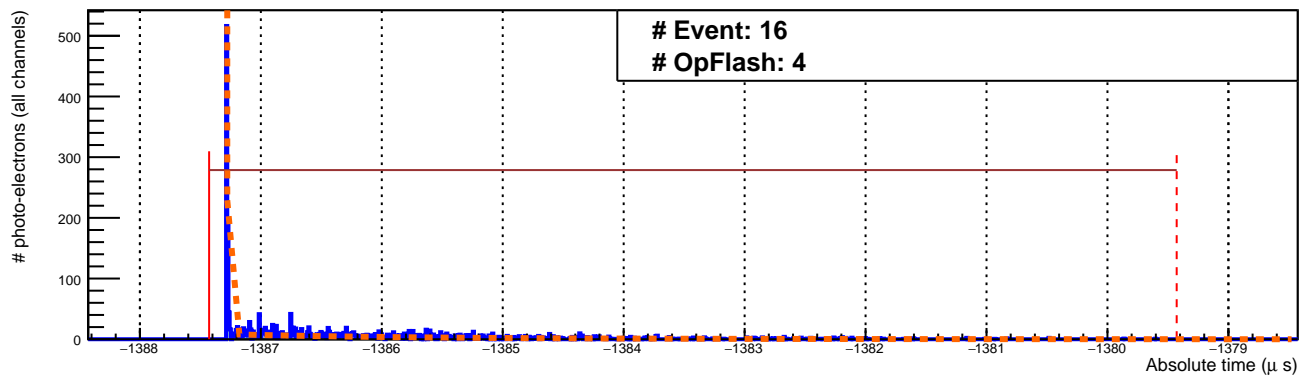 # Event: 16
# OpFlash: 4
# photo-electrons (all channels)
500
400
300
200
100
0
−1388 −1387 −1386 −1385 −1384 −1383 −1382 −1381 −1380 −1379
Absolute time (μ s)